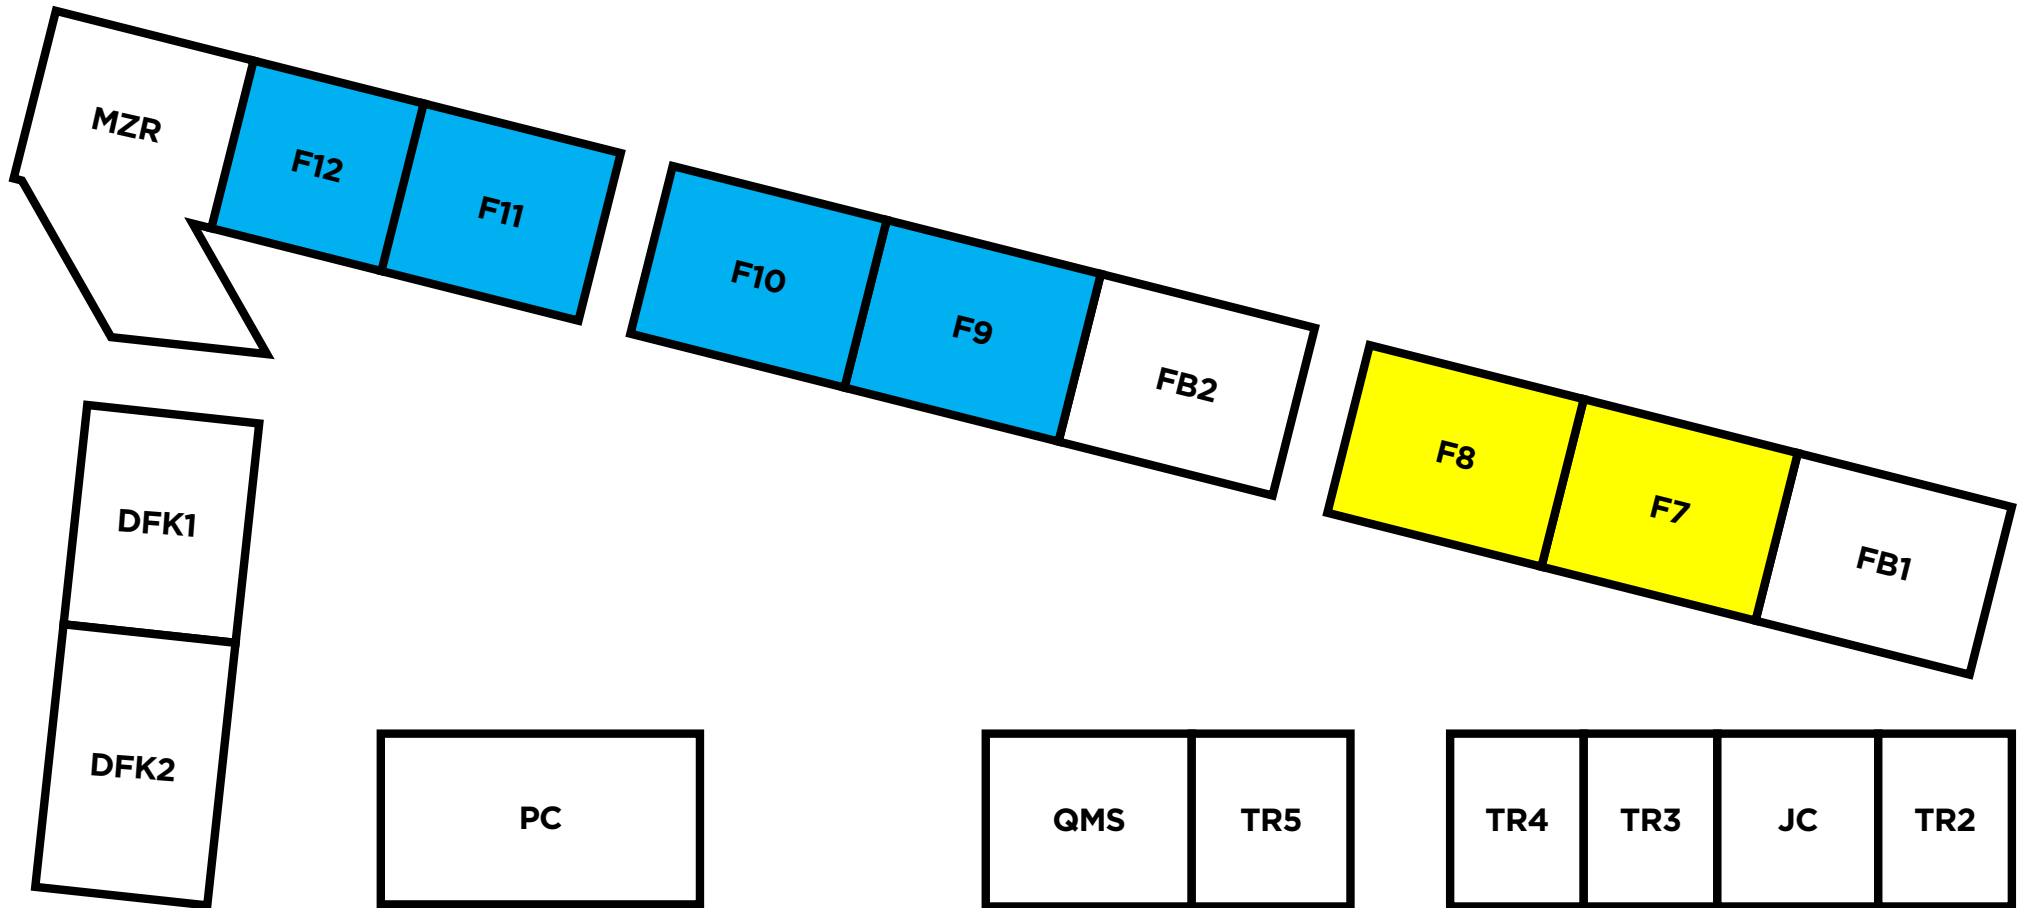 MZR
F12
F11
F10
F9
FB2
F8
F7
FB1
DFK1
DFK2
PC
QMS
TR5
TR4
TR3
JC
TR2